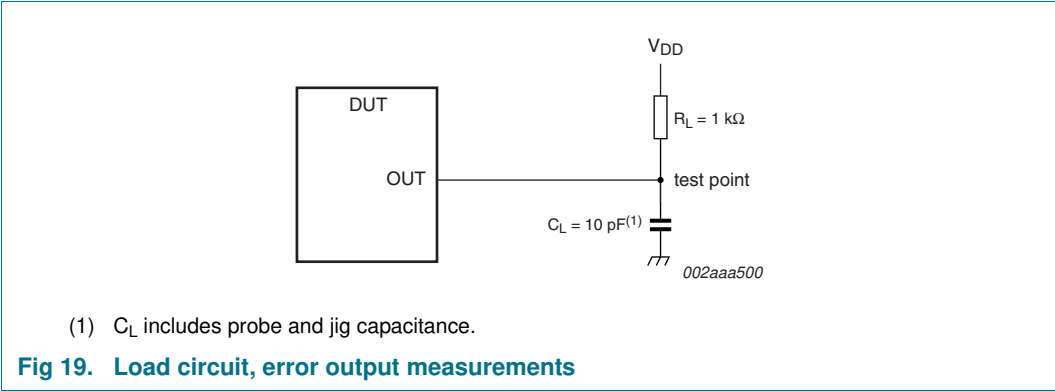 VDD
DUT
RL = 1 kΩ
OUT
test point
CL = 10 pF(1)
002aaa500
(1) CL includes probe and jig capacitance.
Fig 19. Load circuit, error output measurements